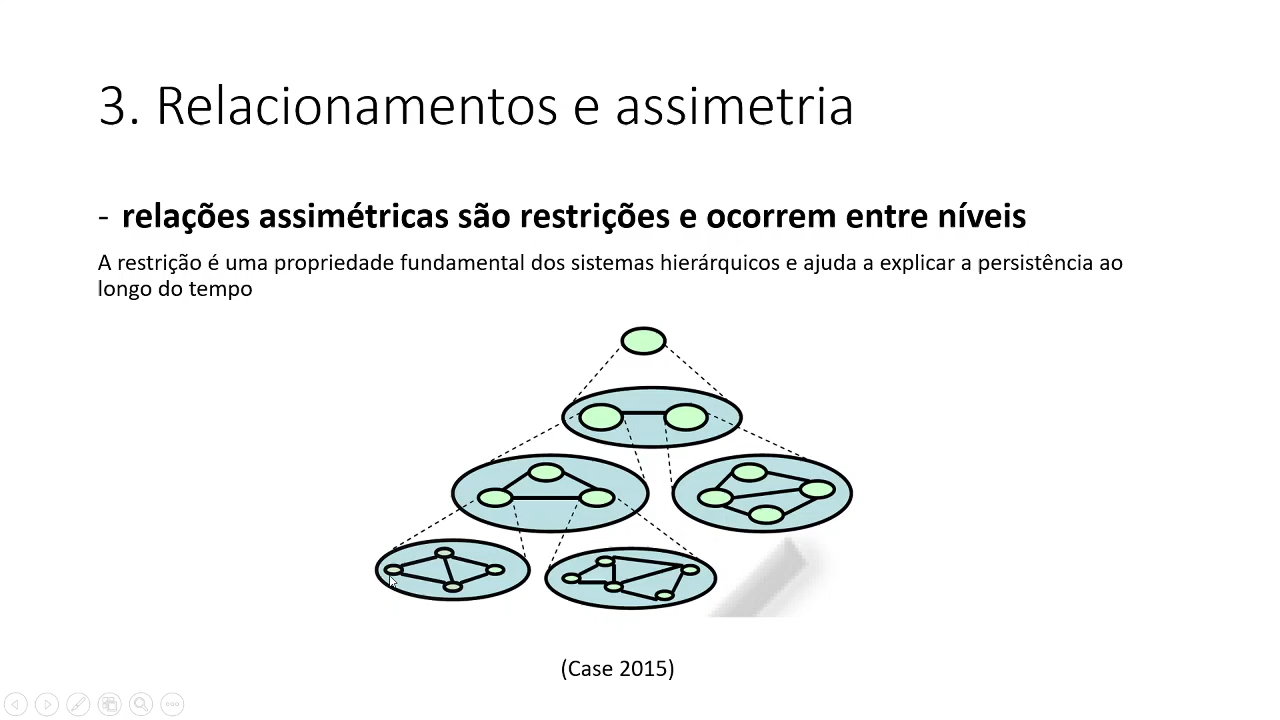 3. Relacionamentos e assimetria
- relações assimétricas são restrições e ocorrem entre níveis
A restrição é uma propriedade fundamental dos sistemas hierárquicos e ajuda a explicar a persistência ao
longo do tempo
(Case 2015)